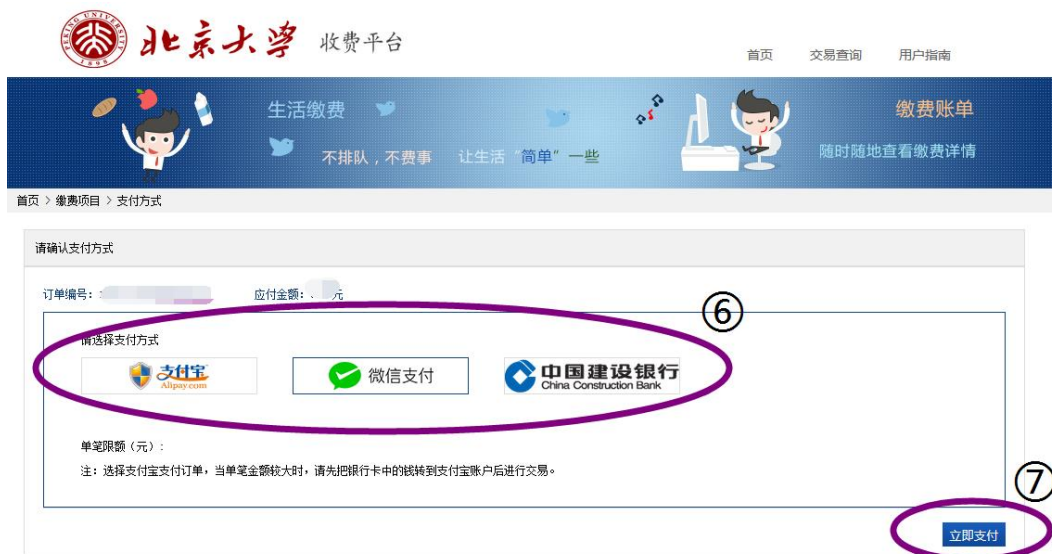 PEKING UNIVERSITY
1898
北京大学 收费平台
首页 交易查询 用户指南
生活缴费
不排队，不费事 让生活“简单”一些
缴费账单
随时随地查看缴费详情
首页 > 缴费项目 > 支付方式
请确认支付方式
订单编号： 应付金额： 元
⑥
请选择支付方式
支付宝
Alipay.com
微信支付
中国建设银行
China Construction Bank
单笔限额（元）：
注：选择支付宝支付订单，当单笔金额较大时，请先把银行卡中的钱转到支付宝账户后进行交易。
⑦
立即支付